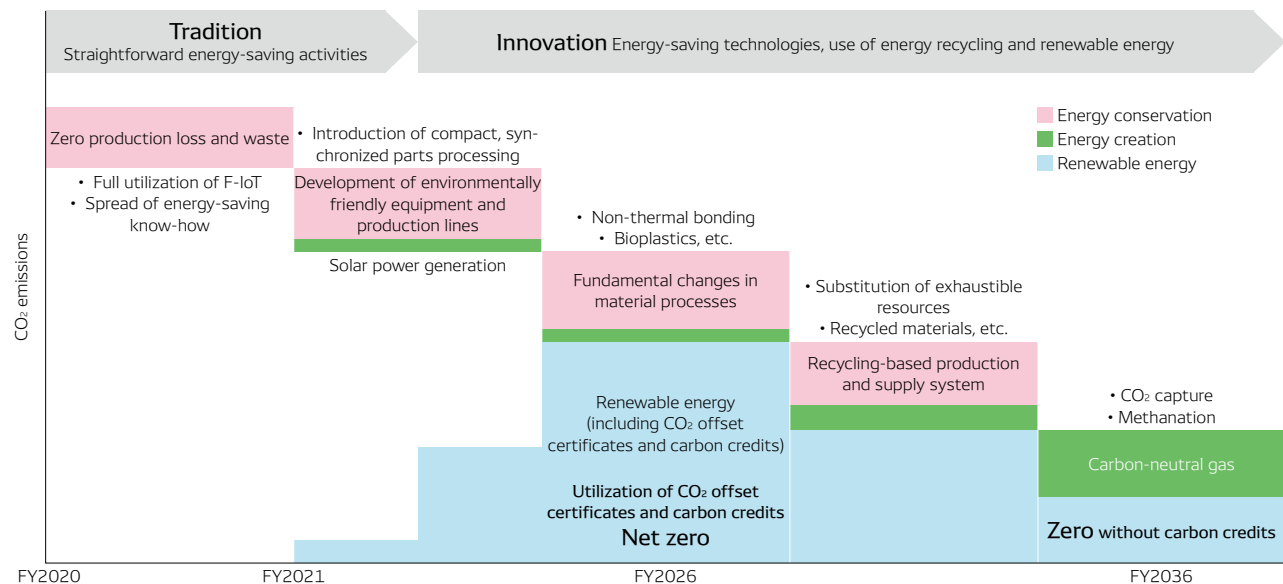 Tradition
Straightforward energy-saving activities
Innovation Energy-saving technologies, use of energy recycling and renewable energy
Energy conservation
Energy creation
Renewable energy
CO₂ emissions
Zero production loss and waste
• Full utilization of F-IoT
• Spread of energy-saving
know-how
• Introduction of compact, syn-
chronized parts processing
Development of environmentally
friendly equipment and
production lines
Solar power generation
• Non-thermal bonding
• Bioplastics, etc.
Fundamental changes in
material processes
Renewable energy
(including CO₂ offset
certificates and carbon credits)
Utilization of CO₂ offset
certificates and carbon credits
Net zero
• Substitution of exhaustible
resources
• Recycled materials, etc.
Recycling-based production
and supply system
• CO₂ capture
• Methanation
Carbon-neutral gas
Zero without carbon credits
FY2020
FY2021
FY2026
FY2036